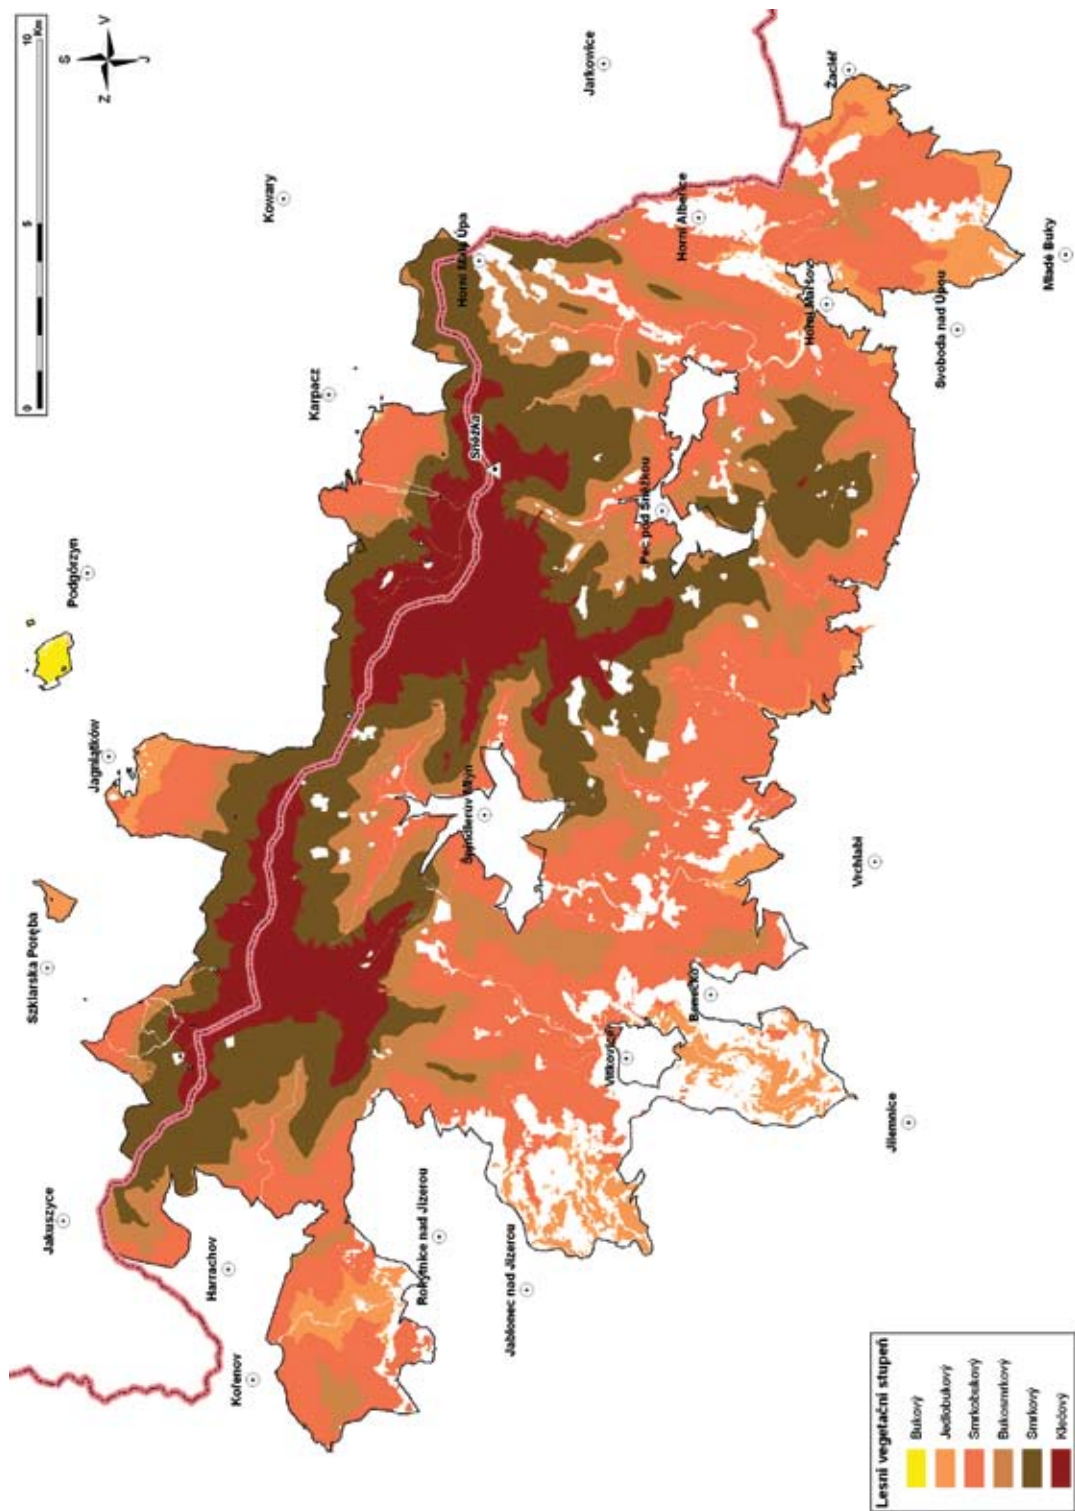 Lesní vegetační stupeň
Bukový
Jedlobukový
Smrkobukový
Bukosmrkový
Smrkový
Klečový
Jakuszyce
Harrachov
Kořenov
Rokytnice nad Jizerou
Jablonec nad Jizerou
Szklarska Poręba
Jagniątków
Podgórzyn
Karpacz
Kowary
Jarkowice
Sněžka
Horní Malá Úpa
Horní Albeřice
Žacléř
Horní Maršov
Svoboda nad Úpou
Mladé Buky
Pec pod Sněžkou
Špindlerův Mlýn
Vrchlabí
Benecko
Vítkovice
Jilemnice
0 5 10
Km
S
V
J
Z